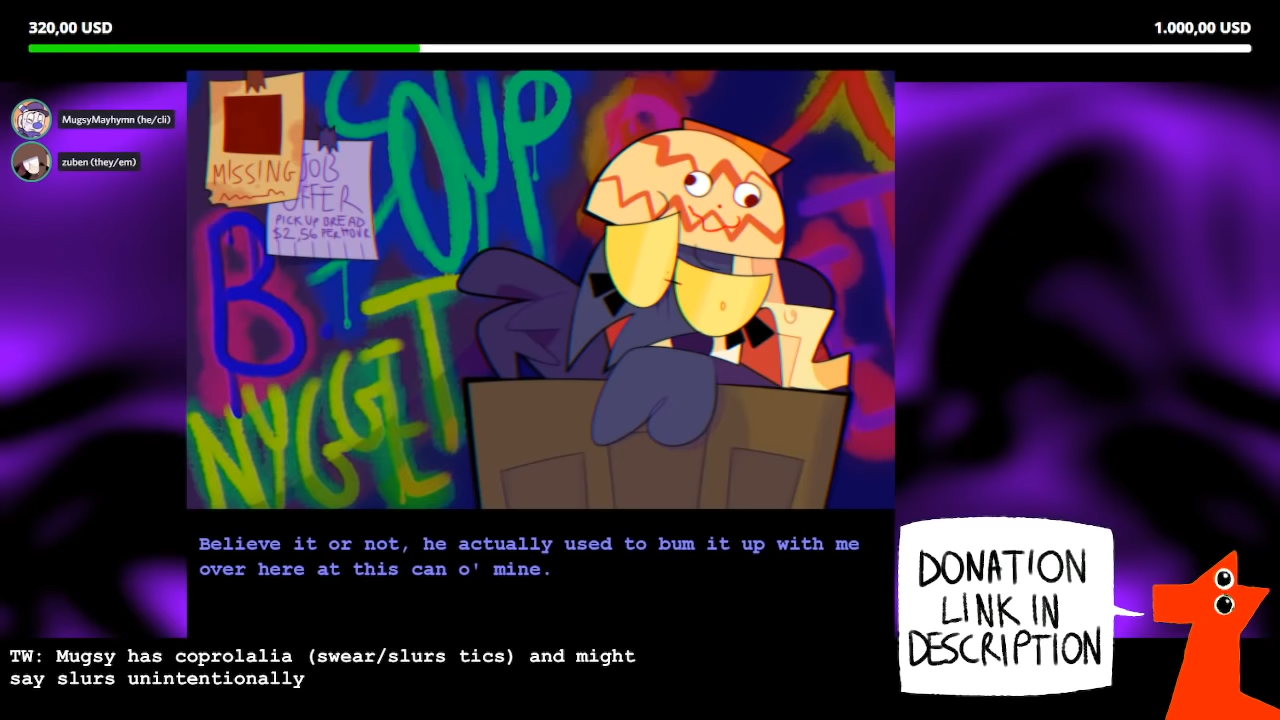 320,00 USD
1.000,00 USD
MugsyMayhymn (he/cli)
zuben (they/em)
MISSING
JOB
OFFER
PICK UP BREAD
$2,56 PER HOUR
SOUP
B
NYGGET
Believe it or not, he actually used to bum it up with me
over here at this can o' mine.
DONATION
LINK IN
DESCRIPTION
TW: Mugsy has coprolalia (swear/slurs tics) and might
say slurs unintentionally